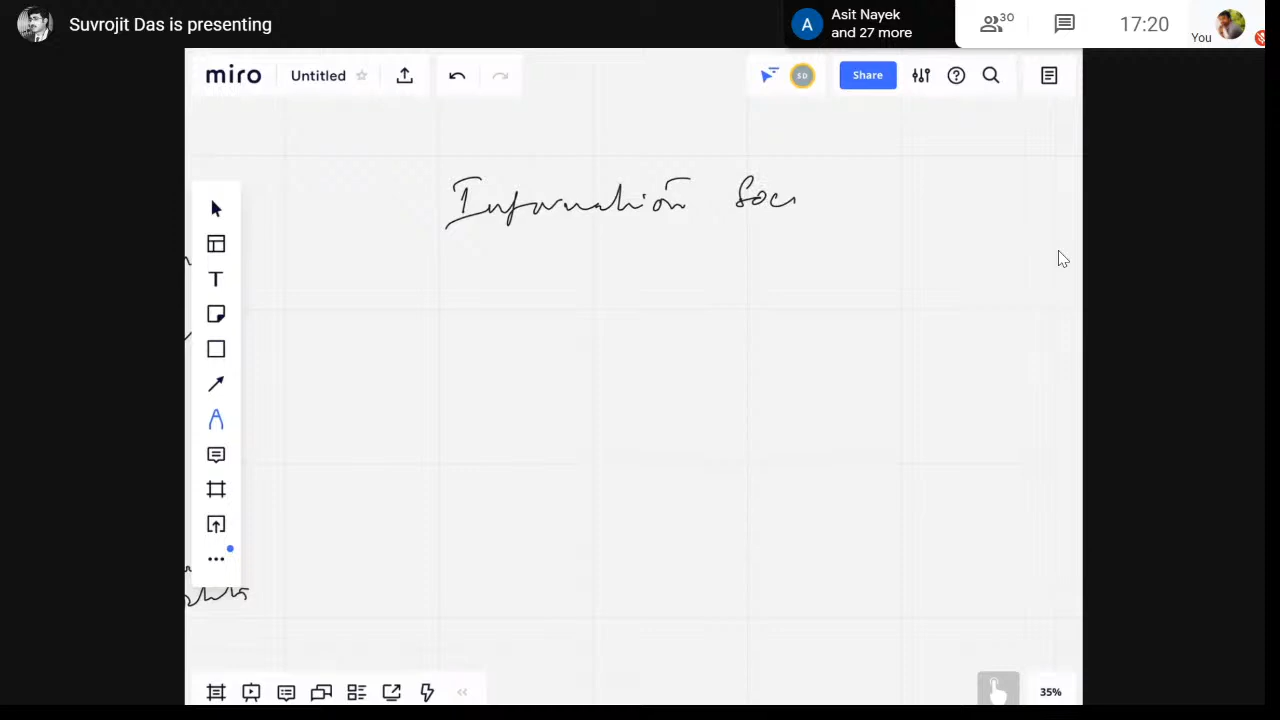 Suvrojit Das is presenting
A
Asit Nayek
and 27 more
30
17:20
You
miro
Untitled
SD
Share
Information Soc
T
35%